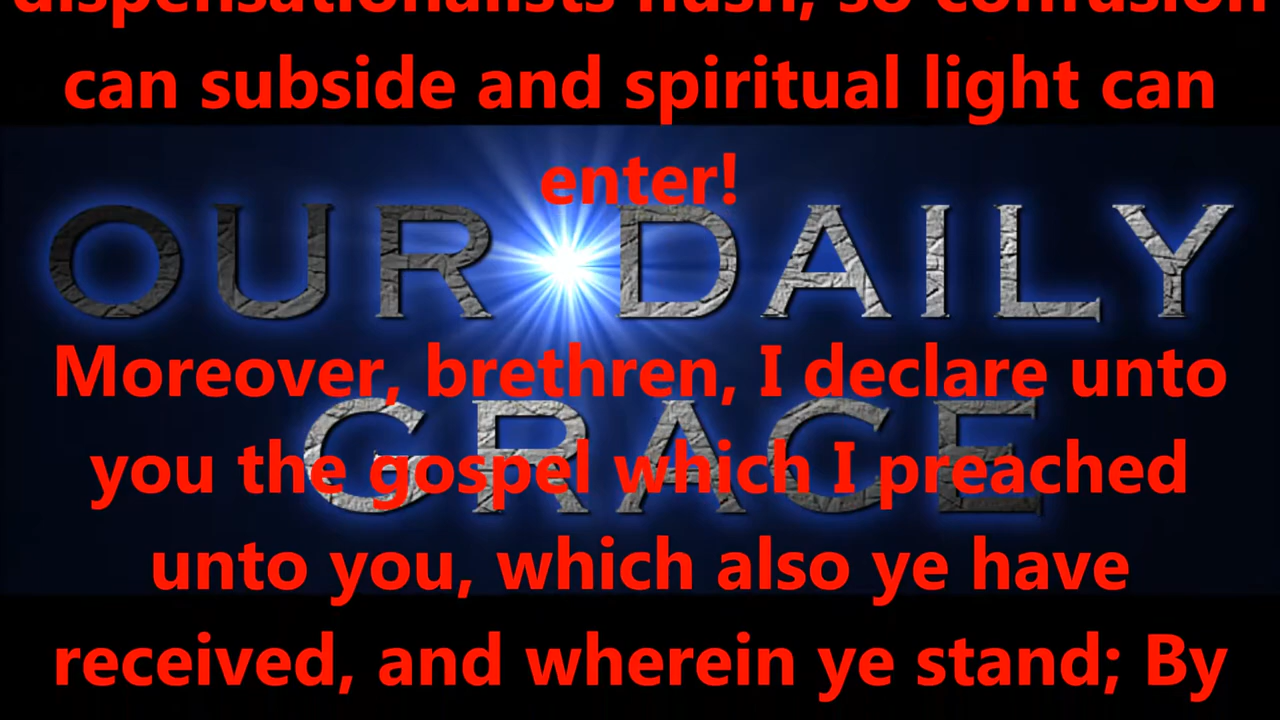 dispensationalists hush, so confusion
can subside and spiritual light can
enter!
OUR DAILY
Moreover, brethren, I declare unto
GRACE
you the gospel which I preached
unto you, which also ye have
received, and wherein ye stand; By